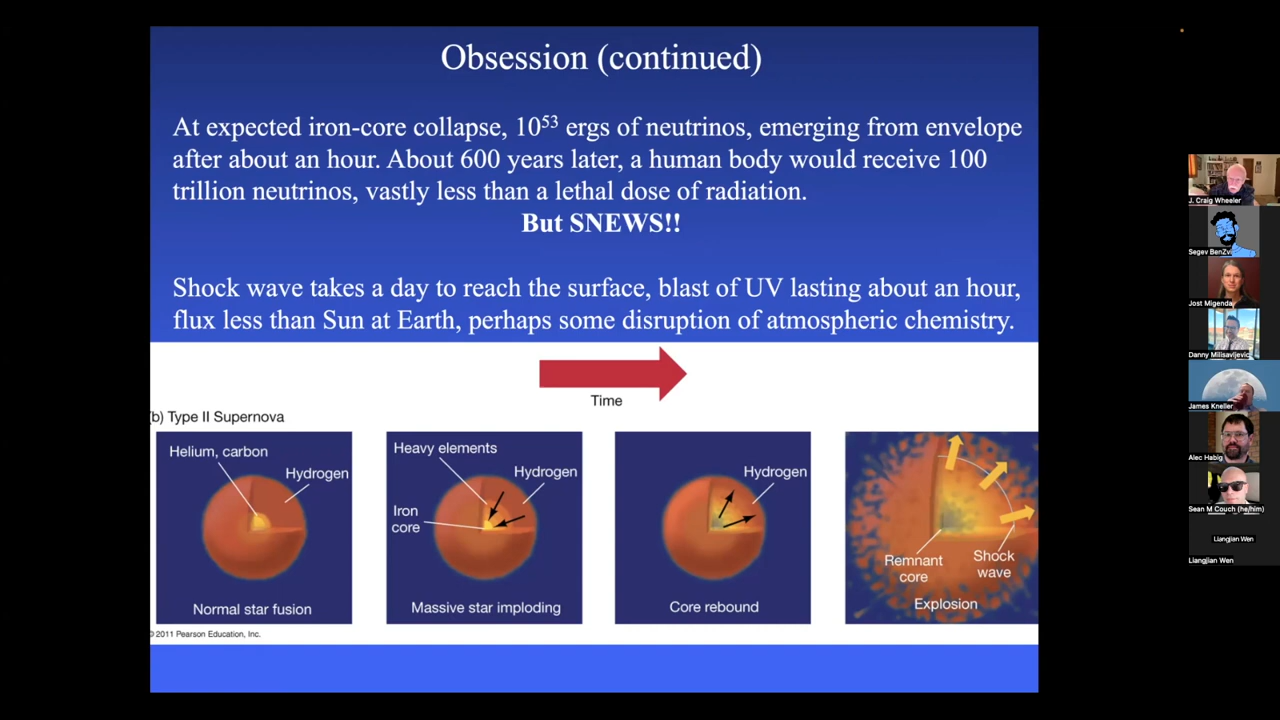 Obsession (continued)
At expected iron-core collapse, 10⁵³ ergs of neutrinos, emerging from envelope
after about an hour. About 600 years later, a human body would receive 100
trillion neutrinos, vastly less than a lethal dose of radiation.
But SNEWS!!
Shock wave takes a day to reach the surface, blast of UV lasting about an hour,
flux less than Sun at Earth, perhaps some disruption of atmospheric chemistry.
Time
(b) Type II Supernova
Helium, carbon
Hydrogen
Normal star fusion
Heavy elements
Hydrogen
Iron
core
Massive star imploding
Hydrogen
Core rebound
Remnant
core
Shock
wave
Explosion
© 2011 Pearson Education, Inc.
J. Craig Wheeler
Segev BenZvi
Jost Migenda
Danny Milisavljevic
James Kneller
Alec Habig
Sean M Couch (he/him)
Liangjian Wen
Liangjian Wen